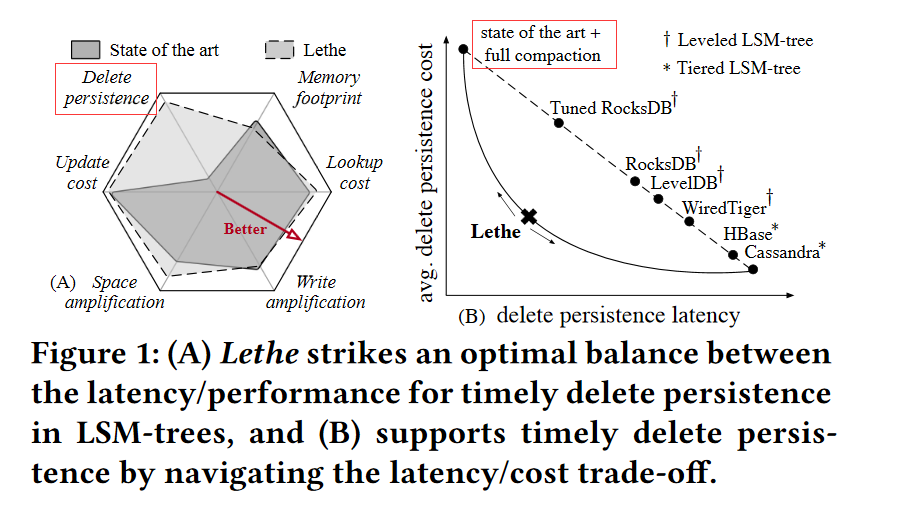 State of the art
Lethe
Delete
persistence
Memory
footprint
Update
cost
Lookup
cost
Better
(A) Space
amplification
Write
amplification
avg. delete persistence cost
state of the art +
full compaction
† Leveled LSM-tree
* Tiered LSM-tree
Tuned RocksDB†
RocksDB†
LevelDB†
WiredTiger†
HBase*
Cassandra*
Lethe
(B) delete persistence latency
Figure 1: (A) Lethe strikes an optimal balance between
the latency/performance for timely delete persistence
in LSM-trees, and (B) supports timely delete persis-
tence by navigating the latency/cost trade-off.